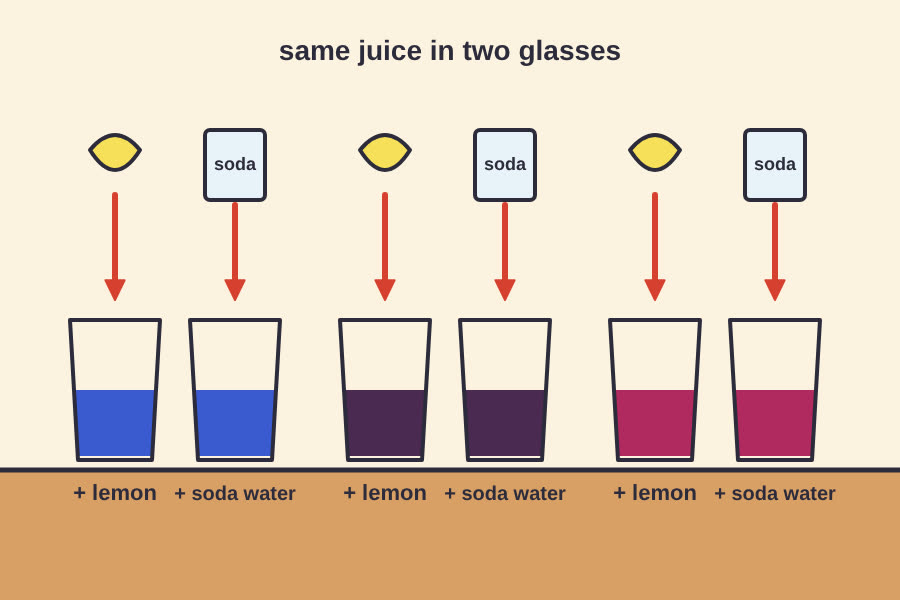 same juice in two glasses
soda
soda
soda
+ lemon
+ soda water
+ lemon
+ soda water
+ lemon
+ soda water